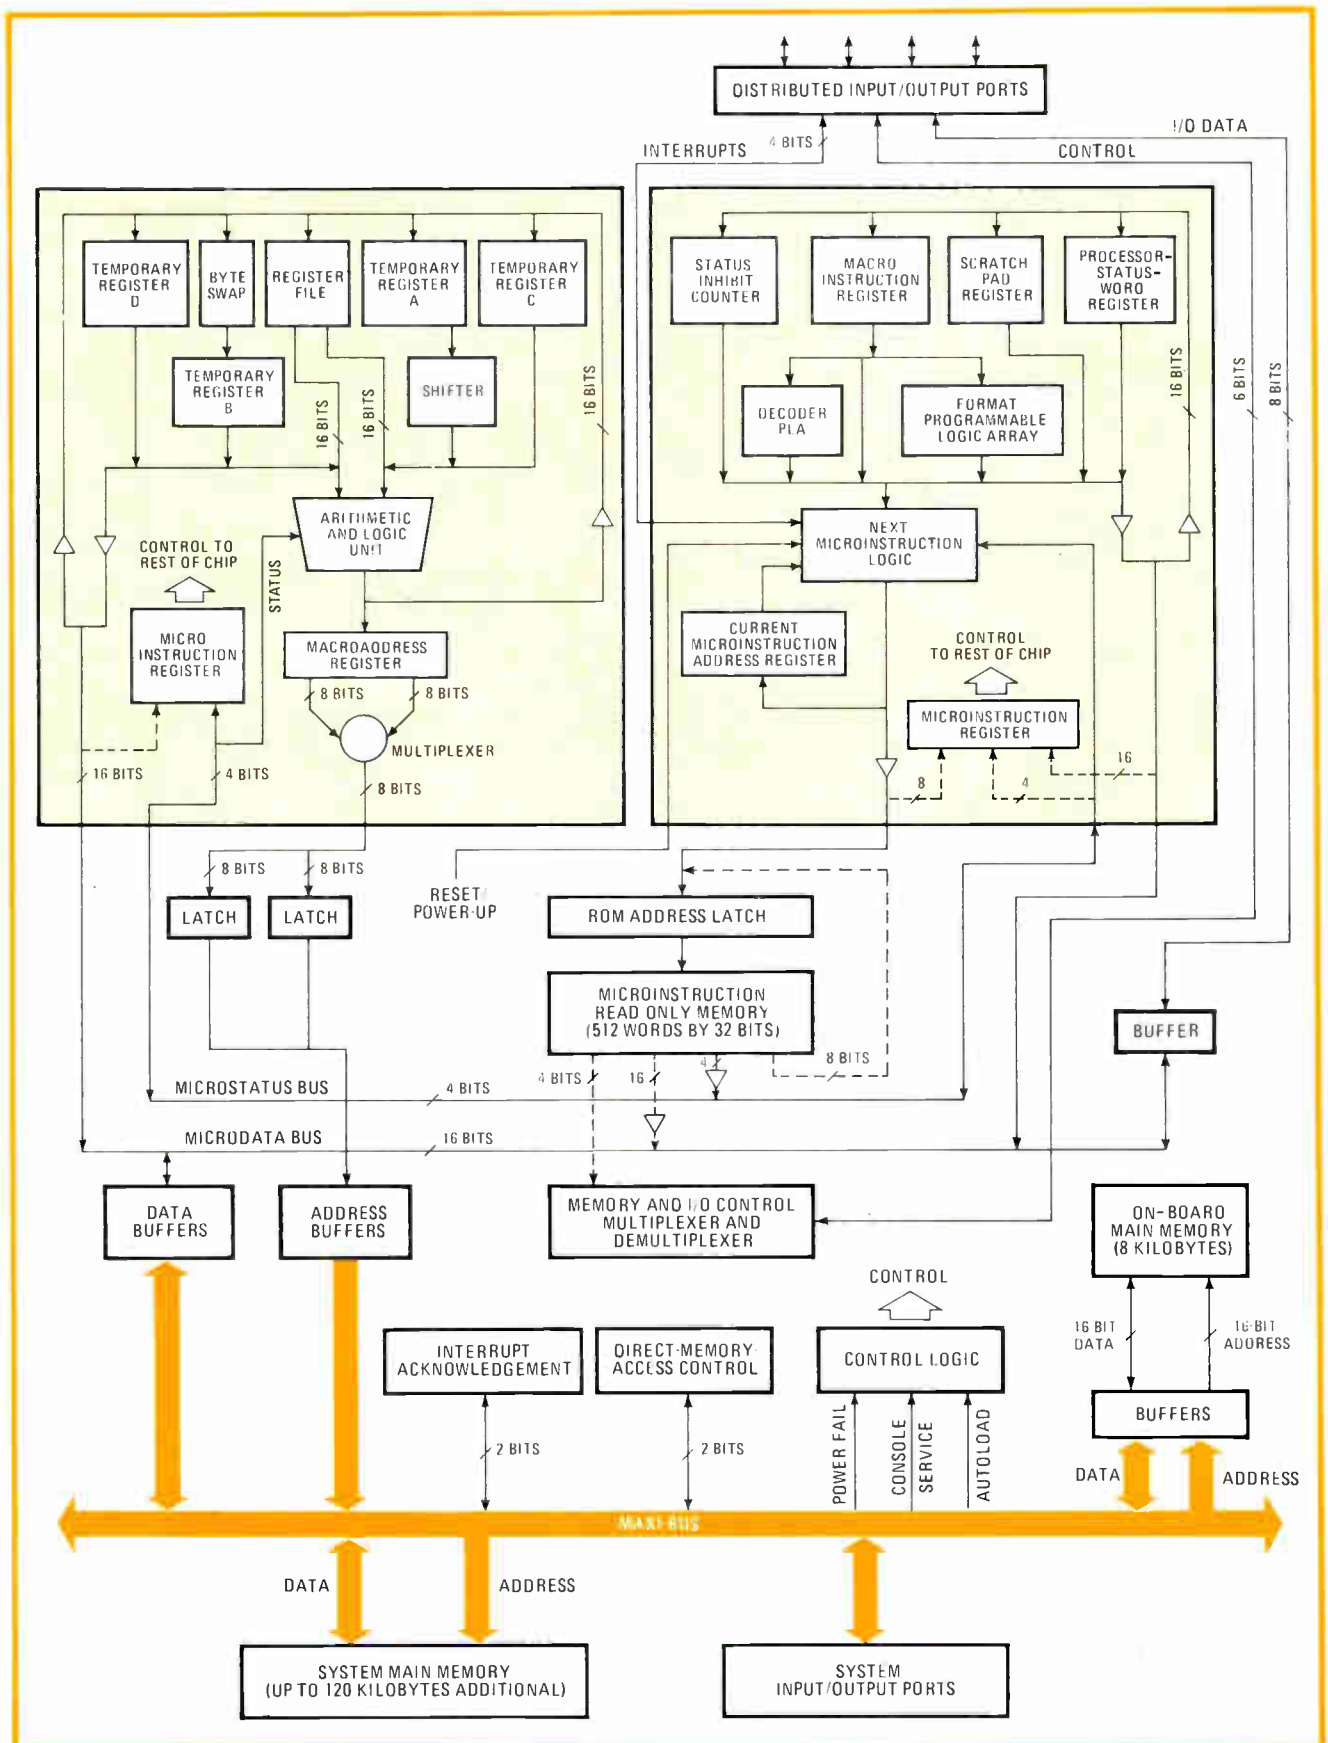 DISTRIBUTED INPUT/OUTPUT PORTS
I/O DATA
INTERRUPTS
4 BITS
CONTROL
TEMPORARY
REGISTER
D
BYTE
SWAP
REGISTER
FILE
TEMPORARY
REGISTER
A
TEMPORARY
REGISTER
C
STATUS
INHIBIT
COUNTER
MACRO
INSTRUCTION
REGISTER
SCRATCH
PAD
REGISTER
PROCESSOR-
STATUS-
WORD
REGISTER
TEMPORARY
REGISTER
B
16 BITS
16 BITS
SHIFTER
16 BITS
DECODER
PLA
FORMAT
PROGRAMMABLE
LOGIC ARRAY
16 BITS
6 BITS
8 BITS
ARITHMETIC
AND LOGIC
UNIT
CONTROL TO
REST OF CHIP
STATUS
NEXT
MICROINSTRUCTION
LOGIC
MICRO
INSTRUCTION
REGISTER
MACROADDRESS
REGISTER
CURRENT
MICROINSTRUCTION
ADDRESS REGISTER
CONTROL
TO REST OF CHIP
8 BITS
8 BITS
MICROINSTRUCTION
REGISTER
MULTIPLEXER
16 BITS
4 BITS
8 BITS
8
4
16
8 BITS
8 BITS
LATCH
LATCH
RESET/
POWER-UP
ROM ADDRESS LATCH
MICROINSTRUCTION
READ ONLY MEMORY
(512 WORDS BY 32 BITS)
BUFFER
4 BITS
16
4
8 BITS
MICROSTATUS BUS
4 BITS
MICRODATA BUS
16 BITS
DATA
BUFFERS
ADDRESS
BUFFERS
MEMORY AND I/O CONTROL
MULTIPLEXER AND
DEMULTIPLEXER
ON-BOARD
MAIN MEMORY
(8 KILOBYTES)
CONTROL
INTERRUPT
ACKNOWLEDGEMENT
DIRECT-MEMORY-
ACCESS CONTROL
CONTROL LOGIC
16 BIT
DATA
16-BIT
ADDRESS
BUFFERS
2 BITS
2 BITS
POWER FAIL
CONSOLE
SERVICE
AUTOLOAD
DATA
ADDRESS
MAXI-BUS
DATA
ADDRESS
SYSTEM MAIN MEMORY
(UP TO 120 KILOBYTES ADDITIONAL)
SYSTEM
INPUT/OUTPUT PORTS